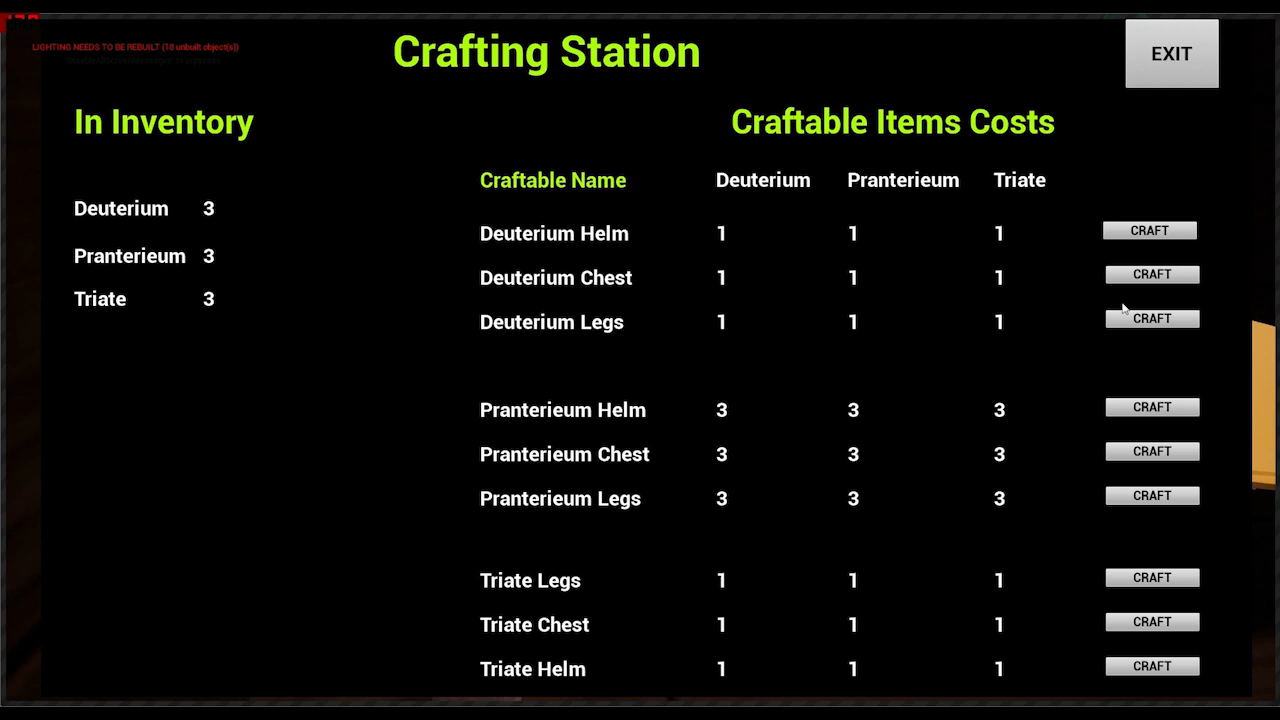 LIGHTING NEEDS TO BE REBUILT (18 unbuilt object(s))
Crafting Station
EXIT
In Inventory
Craftable Items Costs
Craftable Name Deuterium Pranterieum Triate
Deuterium 3
Pranterieum 3
Triate 3
Deuterium Helm 1 1 1 CRAFT
Deuterium Chest 1 1 1 CRAFT
Deuterium Legs 1 1 1 CRAFT
Pranterieum Helm 3 3 3 CRAFT
Pranterieum Chest 3 3 3 CRAFT
Pranterieum Legs 3 3 3 CRAFT
Triate Legs 1 1 1 CRAFT
Triate Chest 1 1 1 CRAFT
Triate Helm 1 1 1 CRAFT